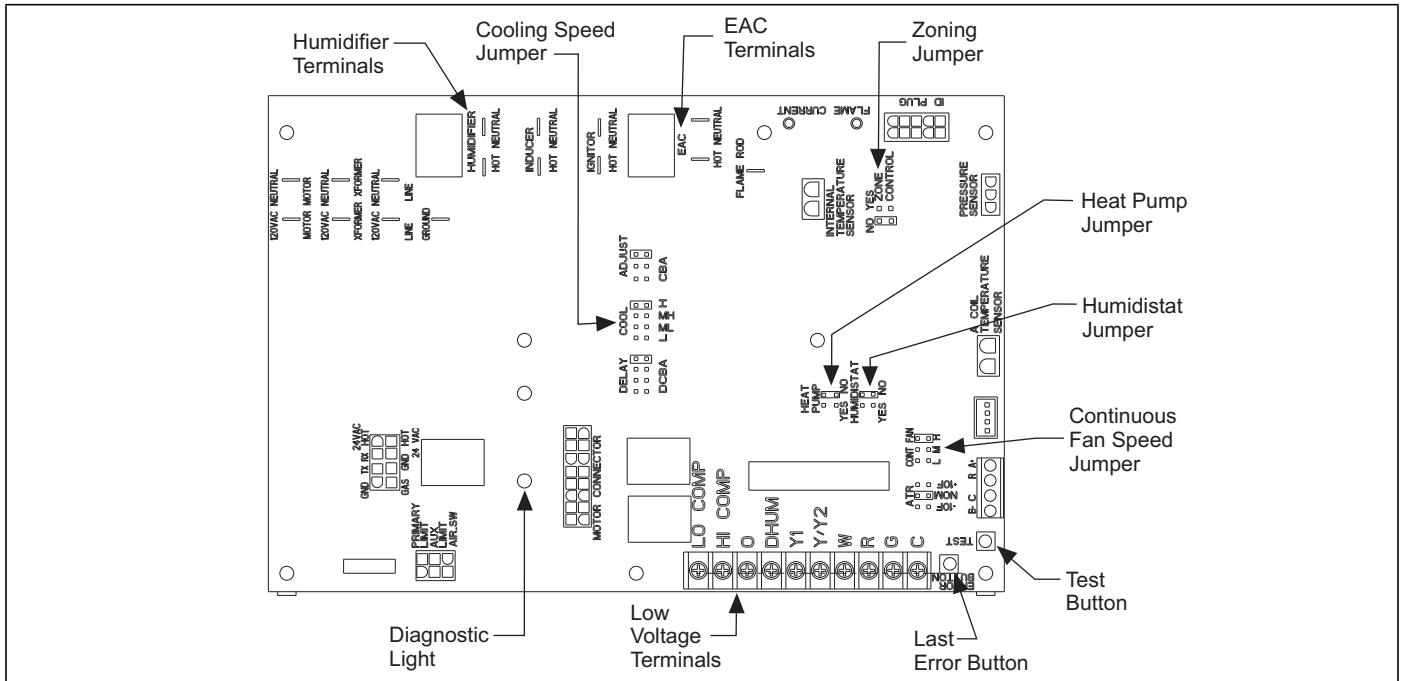 Humidifier
Terminals
Cooling Speed
Jumper
EAC
Terminals
Zoning
Jumper
HUMIDIFIER
HOT NEUTRAL
INDUCER
HOT NEUTRAL
IGNITOR
HOT NEUTRAL
EAC
HOT NEUTRAL
FLAME ROD
FLAME CURRENT
ID PLUG
120VAC NEUTRAL
MOTOR MOTOR
120VAC NEUTRAL
XFORMER XFORMER
120VAC NEUTRAL
LINE LINE
GROUND
INTERNAL
TEMPERATURE
SENSOR
NO YES
ZONE
CONTROL
PRESSURE
SENSOR
Heat Pump
Jumper
ADJUST
CBA
COOL
L ML MH H
DELAY
DCBA
A COIL
TEMPERATURE
SENSOR
Humidistat
Jumper
HEAT
PUMP
YES NO
HUMIDISTAT
YES NO
Continuous
Fan Speed
Jumper
CONT FAN
L M H
24VAC
HOT HOT
TX RX 24 VAC
GND GND
GAS
MOTOR CONNECTOR
ATR
-10F NOM +10F
B- C R A+
PRIMARY
LIMIT
AUX
LIMIT
AIR.SW
LO COMP
HI COMP
O
DHUM
Y1
Y/Y2
W
R
G
C
TEST
ERROR
BUTTON
Test
Button
Diagnostic
Light
Low
Voltage
Terminals
Last
Error Button